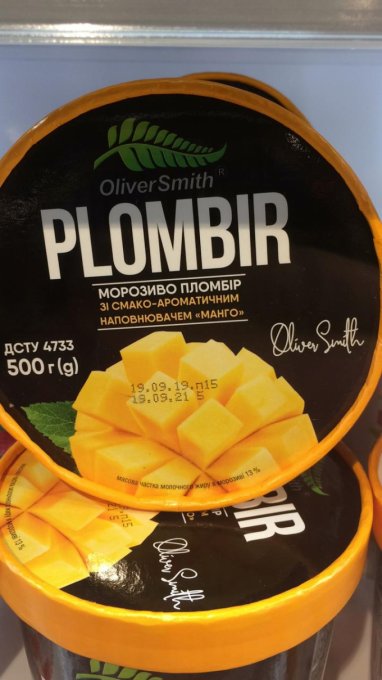 OliverSmith®
PLOMBIR
МОРОЗИВО ПЛОМБІР
ЗІ СМАКО-АРОМАТИЧНИМ
НАПОВНЮВАЧЕМ «МАНГО»
ДСТУ 4733
500 г (g)
Oliver Smith
19.09.19.п15
19.09.21 5
масова частка молочного жиру в морозиві 13 %
BIR
Oliver Smith